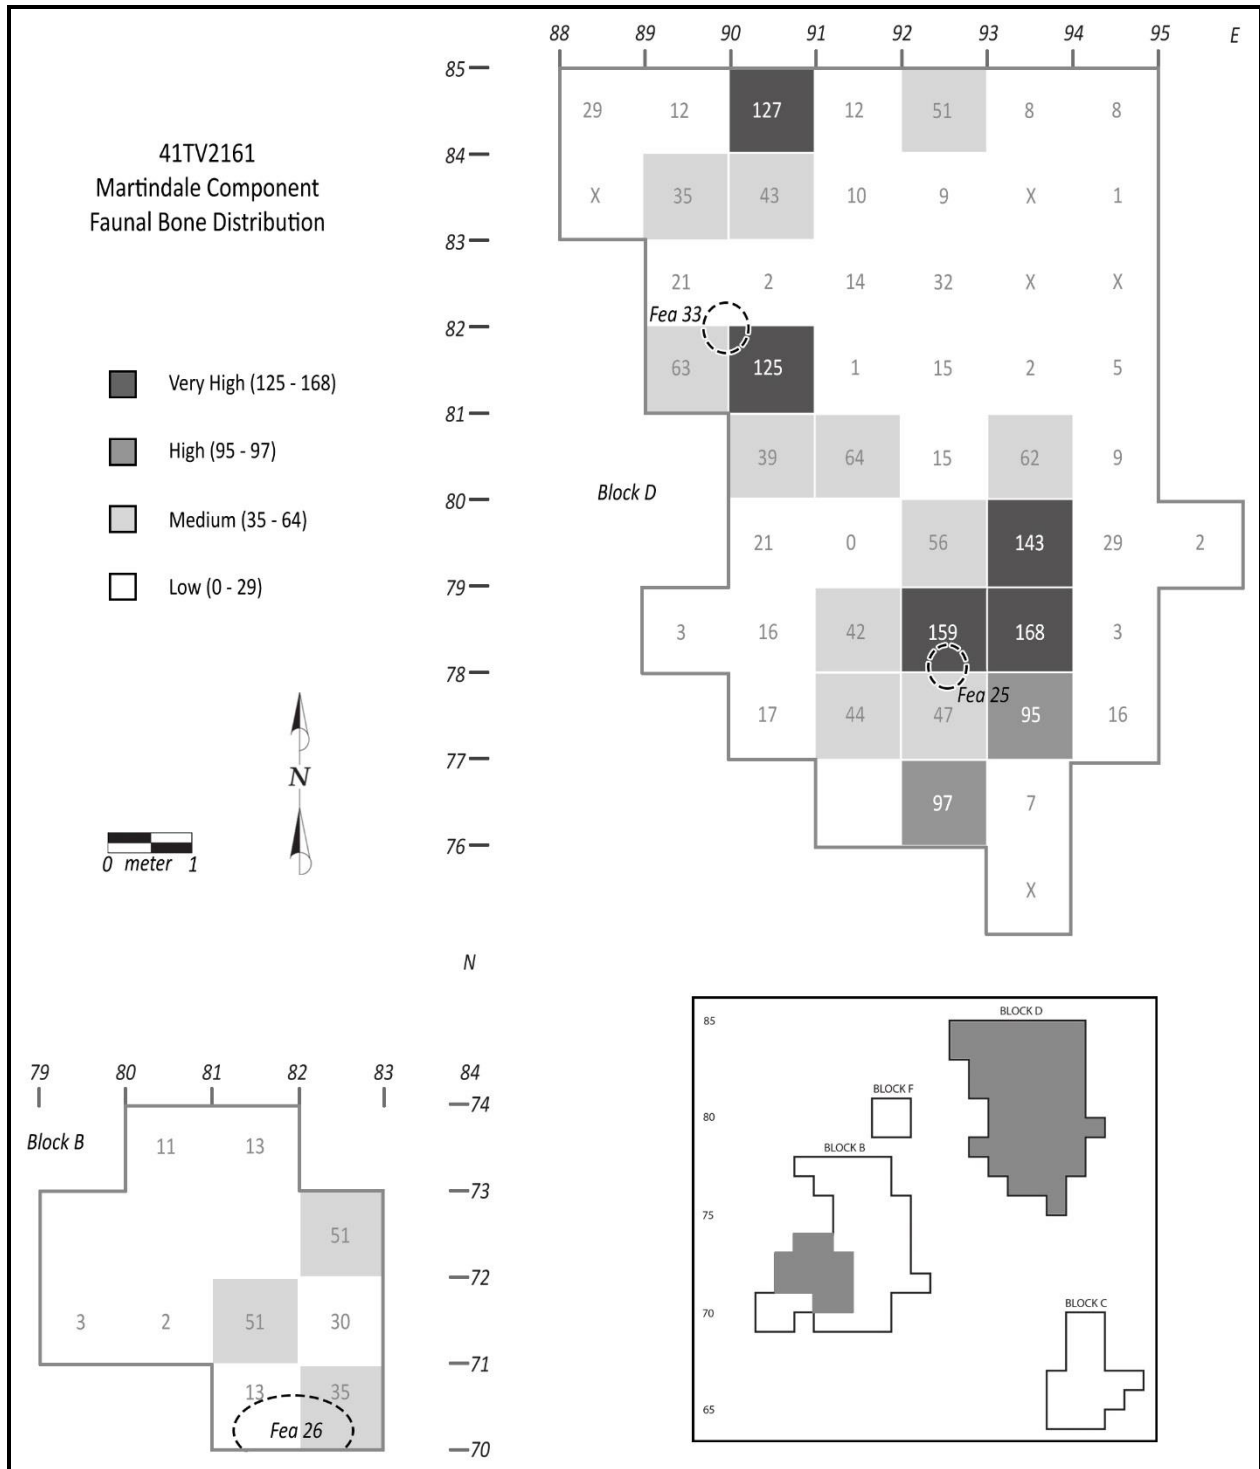 88 89 90 91 92 93 94 95 E
85
29 12 127 12 51 8 8
41TV2161
Martindale Component
Faunal Bone Distribution
84
X 35 43 10 9 X 1
83
21 2 14 32 X X
Fea 33
82
63 125 1 15 2 5
Very High (125 - 168)
81
High (95 - 97)
39 64 15 62 9
Block D
80
Medium (35 - 64)
21 0 56 143 29 2
Low (0 - 29)
79
3 16 42 159 168 3
78
Fea 25
17 44 47 95 16
77
N
97 7
76
0 meter 1
X
N
79 80 81 82 83 84
74
Block B
11 13
73
51
72
3 2 51 30
71
13 35
Fea 26
70
BLOCK D
85
BLOCK F
80
BLOCK B
75
BLOCK C
70
65